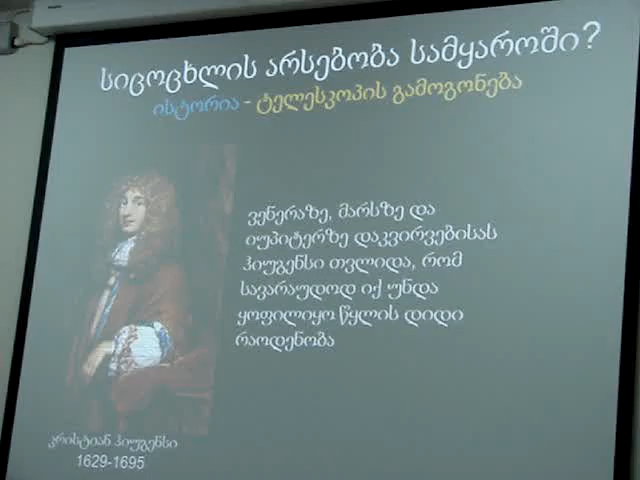 სიცოცხლის არსებობა სამყაროში?
ისტორია - ტელესკოპის გამოგონება
ვენერაზე, მარსზე და
იუპიტერზე დაკვირვებისას
ჰიუგენსი თვლიდა, რომ
სავარაუდოდ იქ უნდა
ყოფილიყო წყლის დიდი
რაოდენობა
კრისტიან ჰიუგენსი
1629-1695